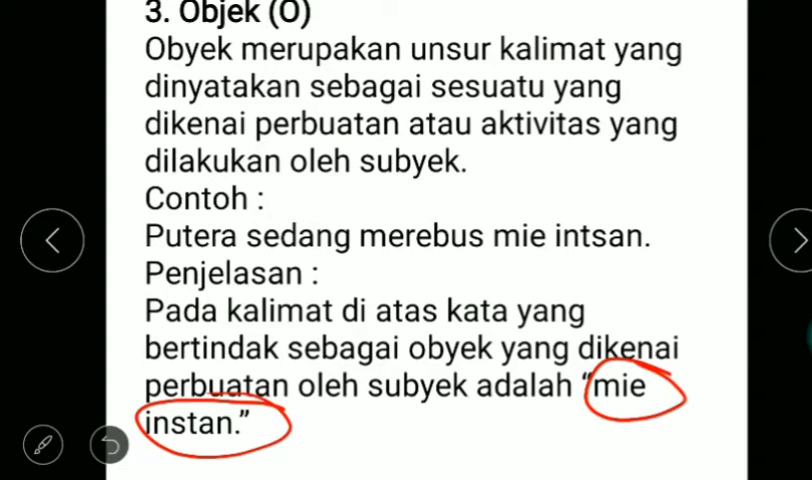 3. Objek (O)
Obyek merupakan unsur kalimat yang
dinyatakan sebagai sesuatu yang
dikenai perbuatan atau aktivitas yang
dilakukan oleh subyek.
Contoh :
Putera sedang merebus mie intsan.
Penjelasan :
Pada kalimat di atas kata yang
bertindak sebagai obyek yang dikenai
perbuatan oleh subyek adalah “mie
instan.”